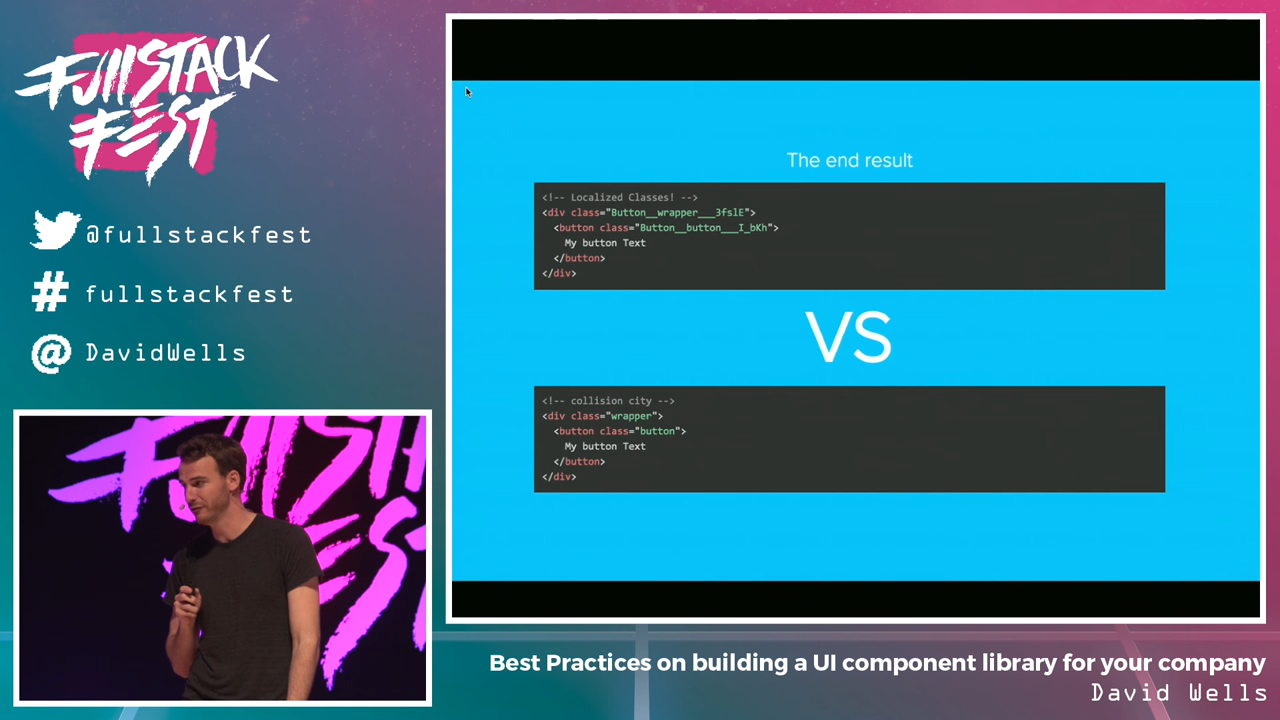 FullSTACK
FEST
@fullstackfest
# fullstackfest
@ DavidWells
The end result
<!-- Localized Classes! -->
<div class="Button__wrapper___3fslE">
<button class="Button__button___I_bKh">
My button Text
</button>
</div>
VS
<!-- collision city -->
<div class="wrapper">
<button class="button">
My button Text
</button>
</div>
Best Practices on building a UI component library for your company
David Wells